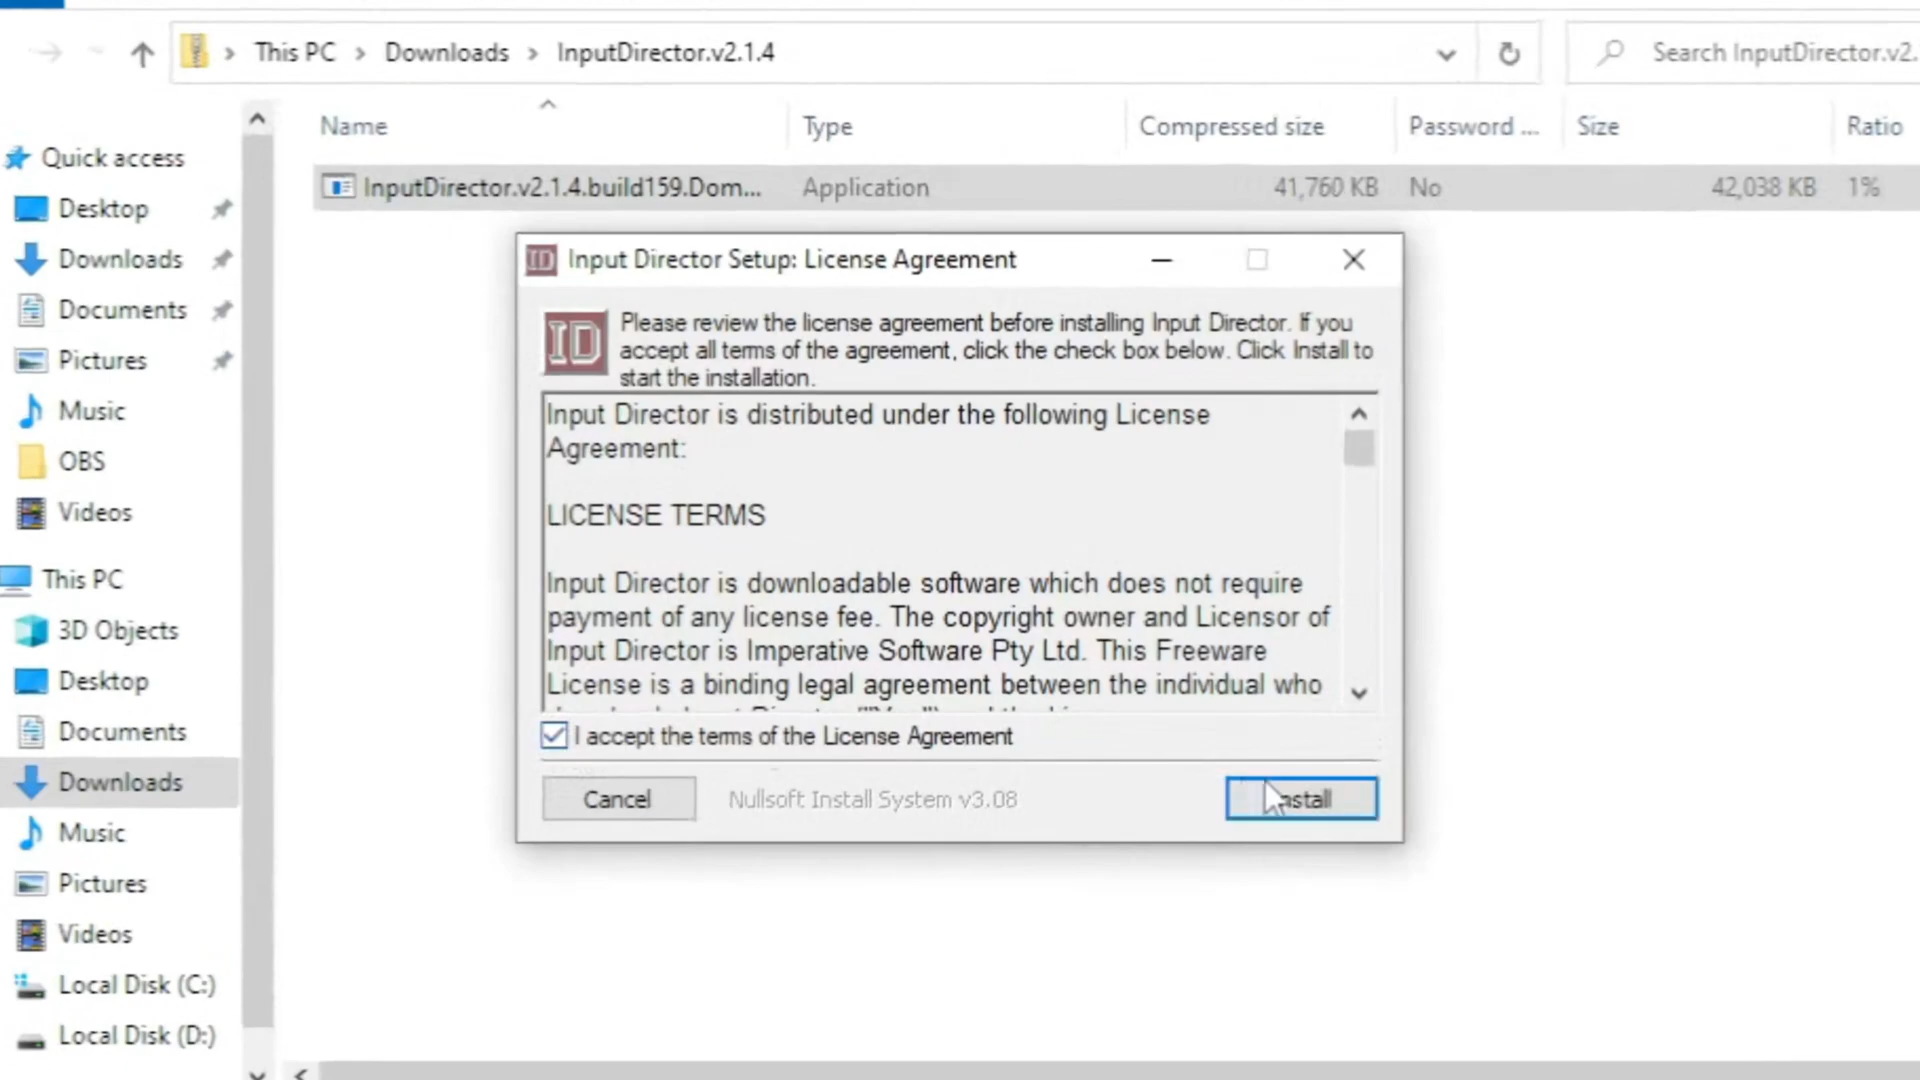 This PC > Downloads > InputDirector.v2.1.4
Search InputDirector.v2.
Name Type Compressed size Password ... Size Ratio
InputDirector.v2.1.4.build159.Dom... Application 41,760 KB No 42,038 KB 1%
Quick access
Desktop
Downloads
Documents
Pictures
Music
OBS
Videos
This PC
3D Objects
Desktop
Documents
Downloads
Music
Pictures
Videos
Local Disk (C:)
Local Disk (D:)
ID Input Director Setup: License Agreement
ID
Please review the license agreement before installing Input Director. If you
accept all terms of the agreement, click the check box below. Click Install to
start the installation.
Input Director is distributed under the following License
Agreement:
LICENSE TERMS
Input Director is downloadable software which does not require
payment of any license fee. The copyright owner and Licensor of
Input Director is Imperative Software Pty Ltd. This Freeware
License is a binding legal agreement between the individual who
I accept the terms of the License Agreement
Cancel Nullsoft Install System v3.08 Install